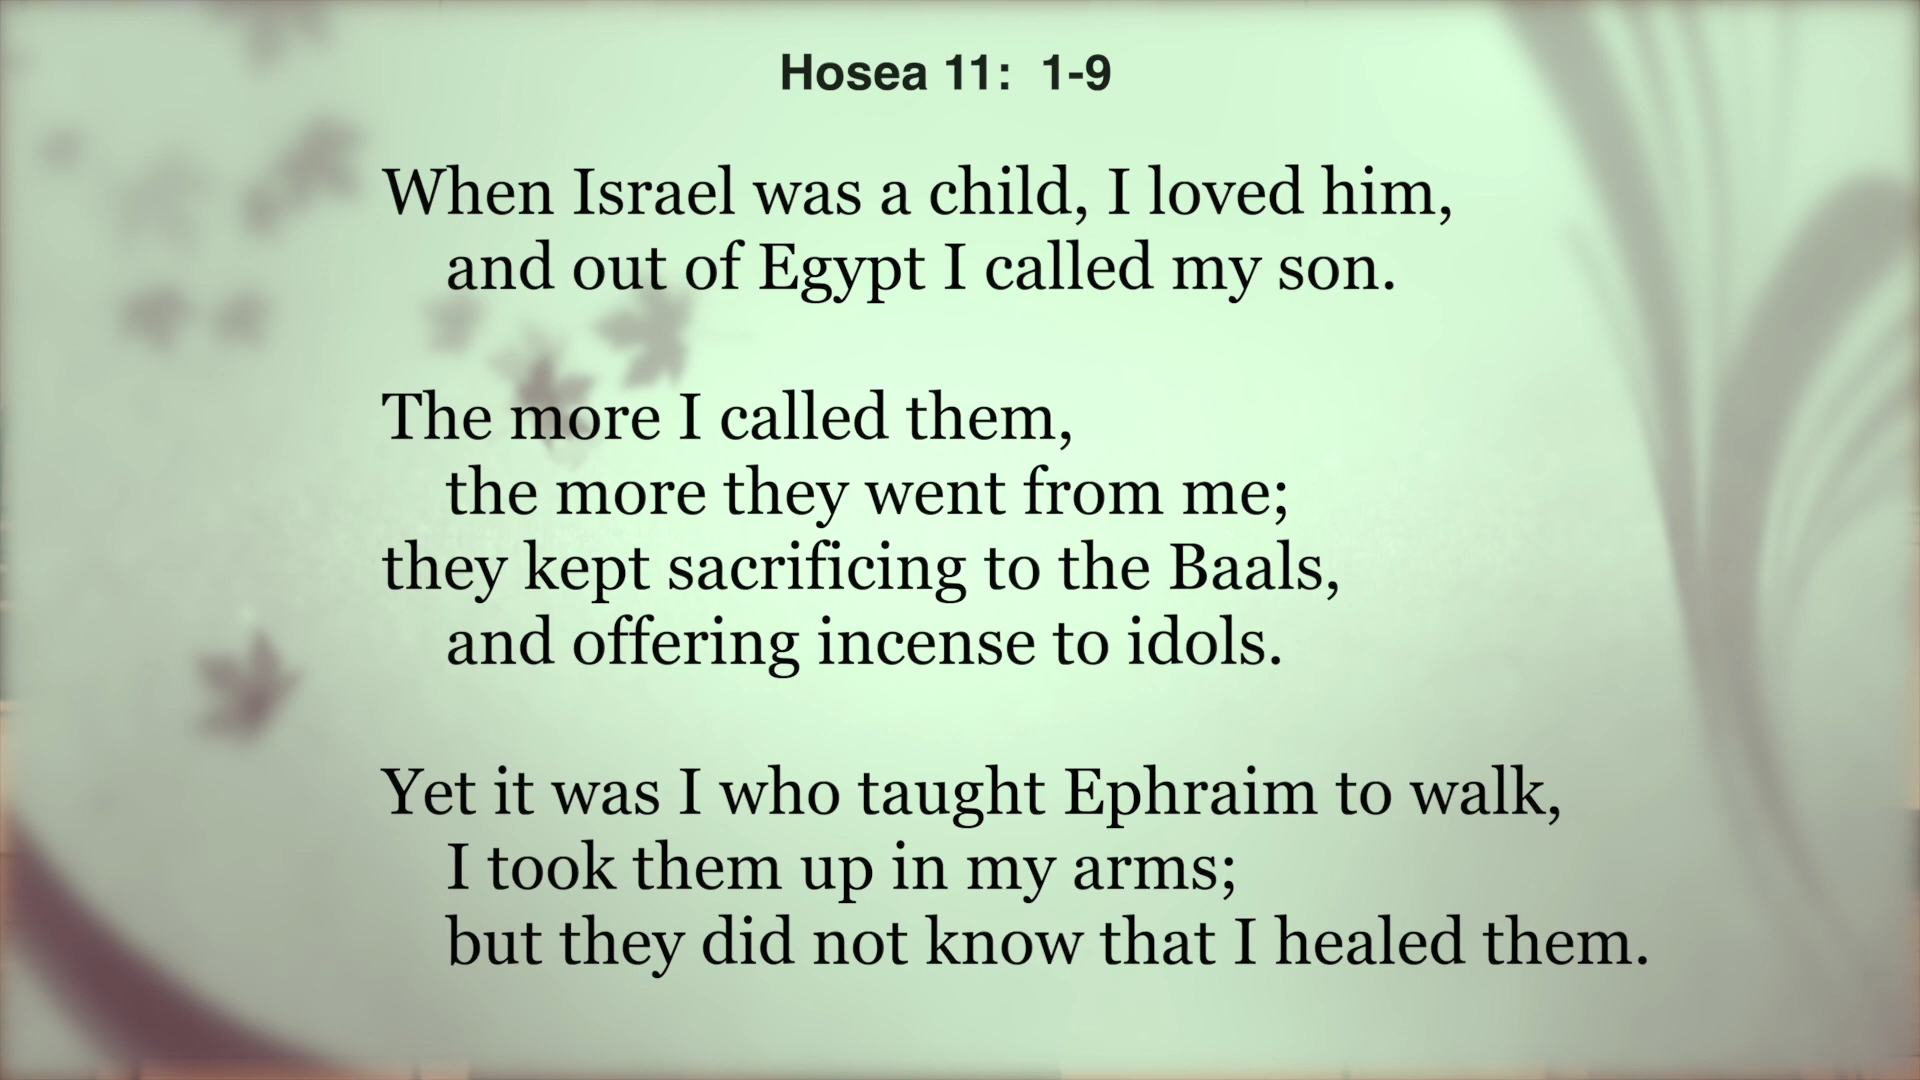 Hosea 11:  1-9
When Israel was a child, I loved him,
and out of Egypt I called my son.
The more I called them,
the more they went from me;
they kept sacrificing to the Baals,
and offering incense to idols.
Yet it was I who taught Ephraim to walk,
I took them up in my arms;
but they did not know that I healed them.